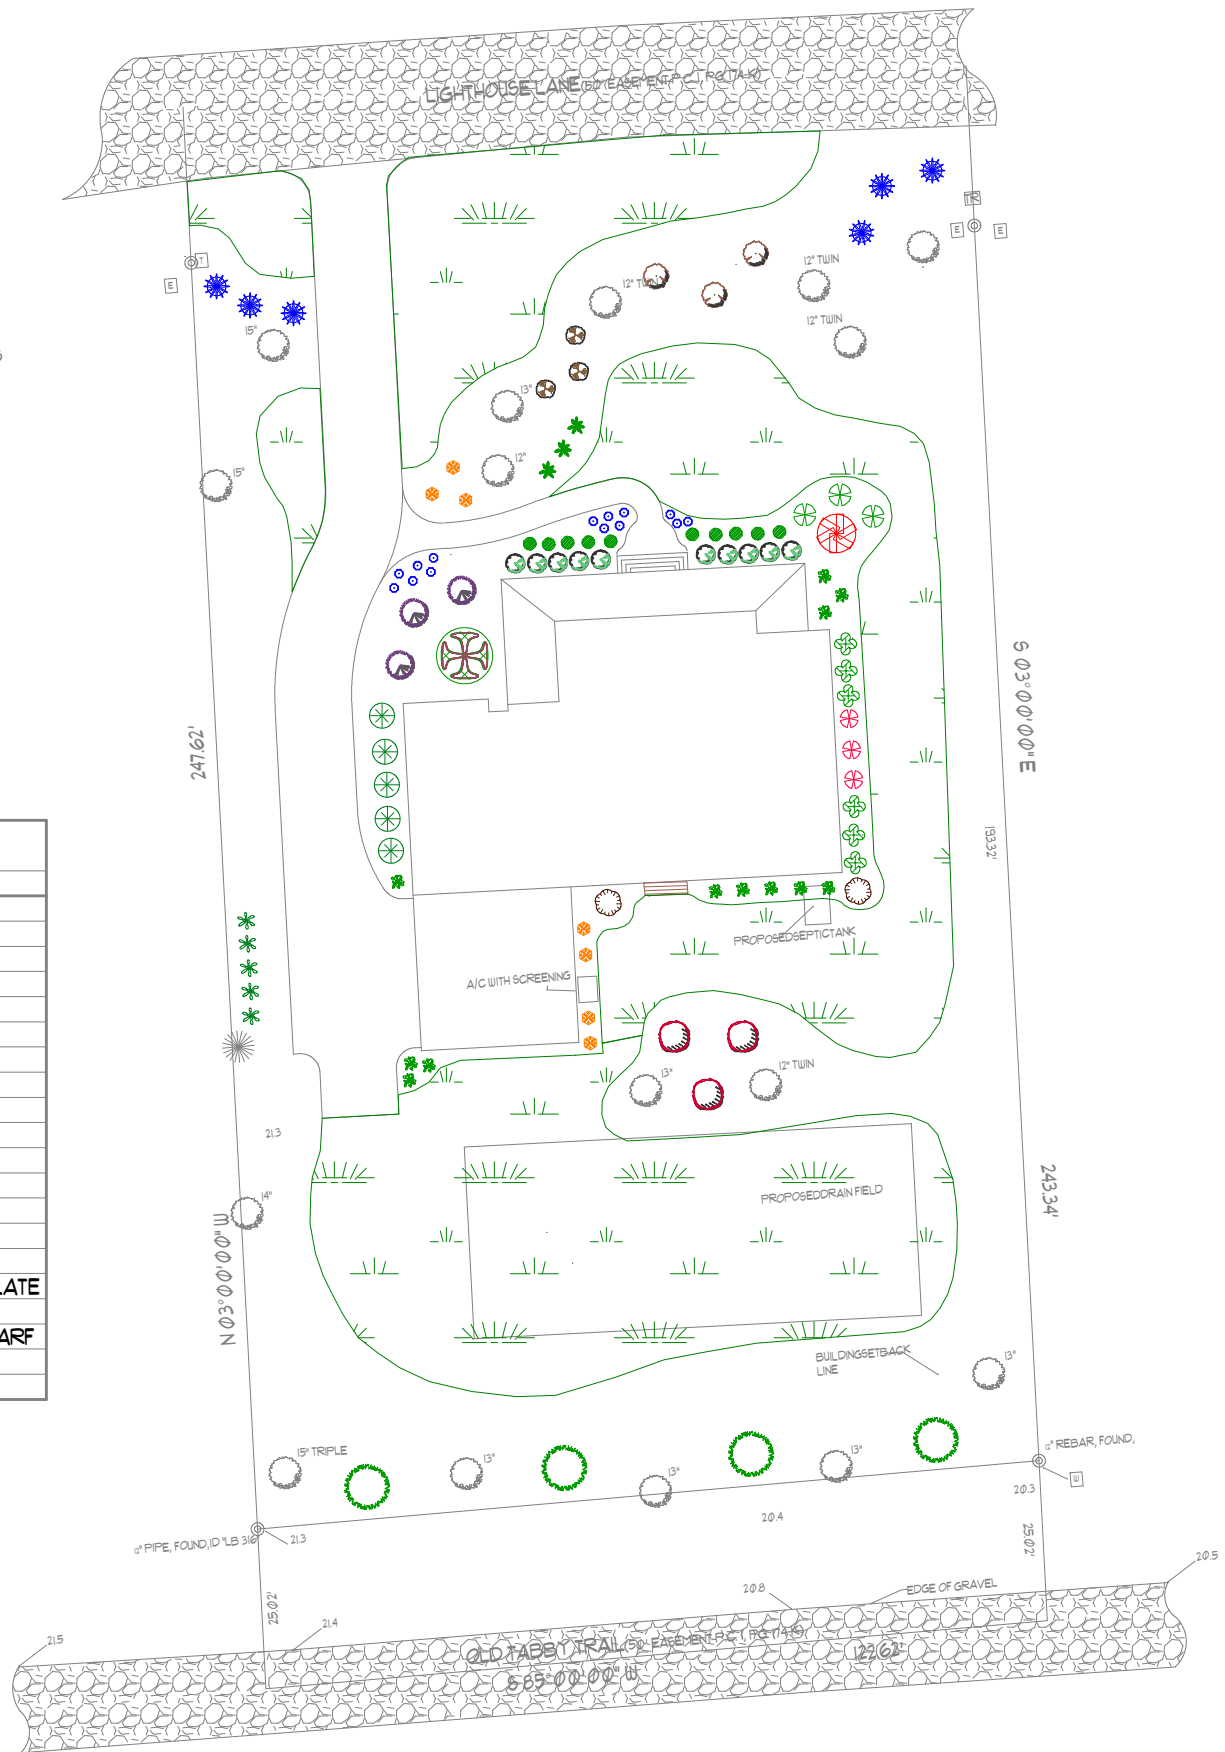 LIGHTHOUSE LANE (50' EASEMENT, P.C. 1, PG. 174-K)
TR
E
E
T
E
12" TWIN
12" TWIN
12" TWIN
15"
13"
12"
15"
S 03°00'00" E
247.62'
193.32'
PROPOSED SEPTIC TANK
A/C WITH SCREENING
13"
12" TWIN
21.3
14"
N 03°00'00" W
243.34'
PROPOSED DRAIN FIELD
LATE
ARF
BUILDING SETBACK
LINE
13"
15" TRIPLE
13"
13"
13"
1/2" REBAR, FOUND,
W
20.3
20.4
1/2" PIPE, FOUND, ID "LB 316
21.3
25.02'
25.02'
20.5
20.8
EDGE OF GRAVEL
21.4
21.5
OLD TABBY TRAIL (50' EASEMENT, P.C. 1, PG. 174-K)
122.62'
S 85°00'00" W